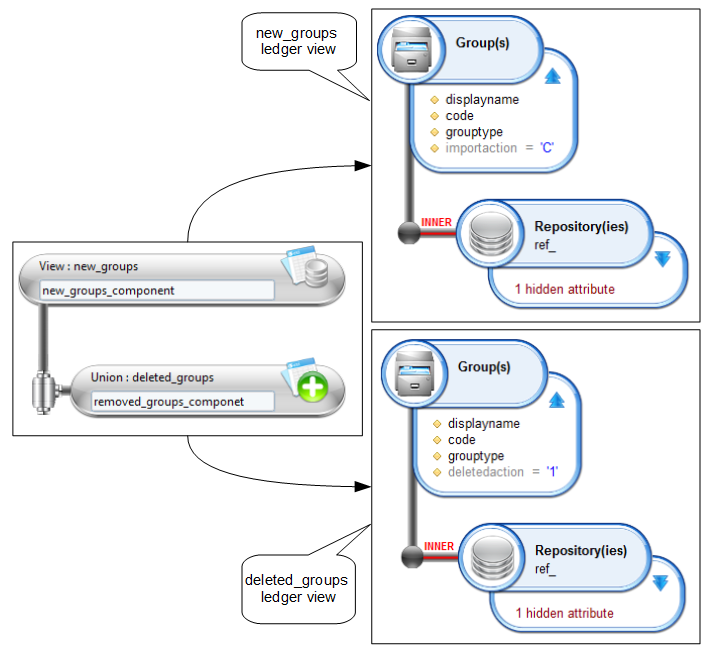 new_groups
ledger view
Group(s)
displayname
code
grouptype
importaction = 'C'
INNER
Repository(ies)
ref_
1 hidden attribute
View : new_groups
new_groups_component
Union : deleted_groups
removed_groups_componet
Group(s)
displayname
code
grouptype
deletedaction = '1'
INNER
Repository(ies)
ref_
1 hidden attribute
deleted_groups
ledger view